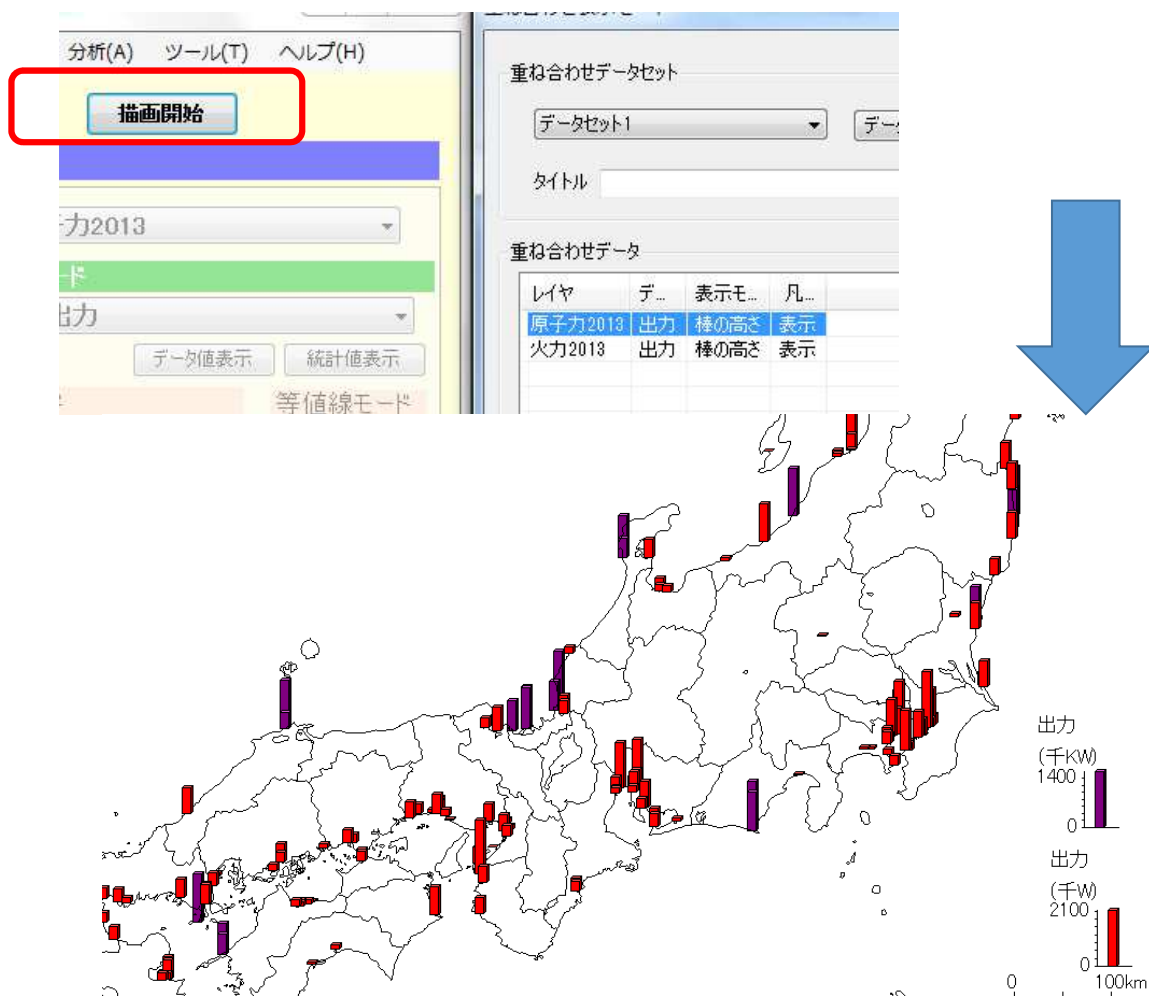 分析(A) ツール(T) ヘルプ(H)
描画開始
力2013
ード
出力
データ値表示 統計値表示
等値線モード
重ね合わせデータセット
データセット1
デー
タイトル
重ね合わせデータ
レイヤ デ... 表示モ... 凡...
原子力2013 出力 棒の高さ 表示
火力2013 出力 棒の高さ 表示
出力
(千KW)
1400
0
出力
(千W)
2100
0
0 100km